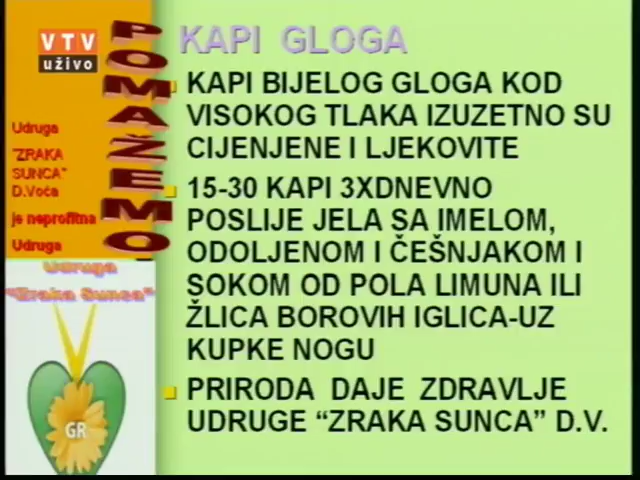 VTV
uživo
POMAŽEMO
Udruga
"ZRAKA
SUNCA"
D.Voća
je neprofitna
Udruga
Udruga
"Zraka Sunca"
GR
KAPI GLOGA
KAPI BIJELOG GLOGA KOD
VISOKOG TLAKA IZUZETNO SU
CIJENJENE I LJEKOVITE
15-30 KAPI 3XDNEVNO
POSLIJE JELA SA IMELOM,
ODOLJENOM I ČEŠNJAKOM I
SOKOM OD POLA LIMUNA ILI
ŽLICA BOROVIH IGLICA-UZ
KUPKE NOGU
PRIRODA DAJE ZDRAVLJE
UDRUGE "ZRAKA SUNCA" D.V.